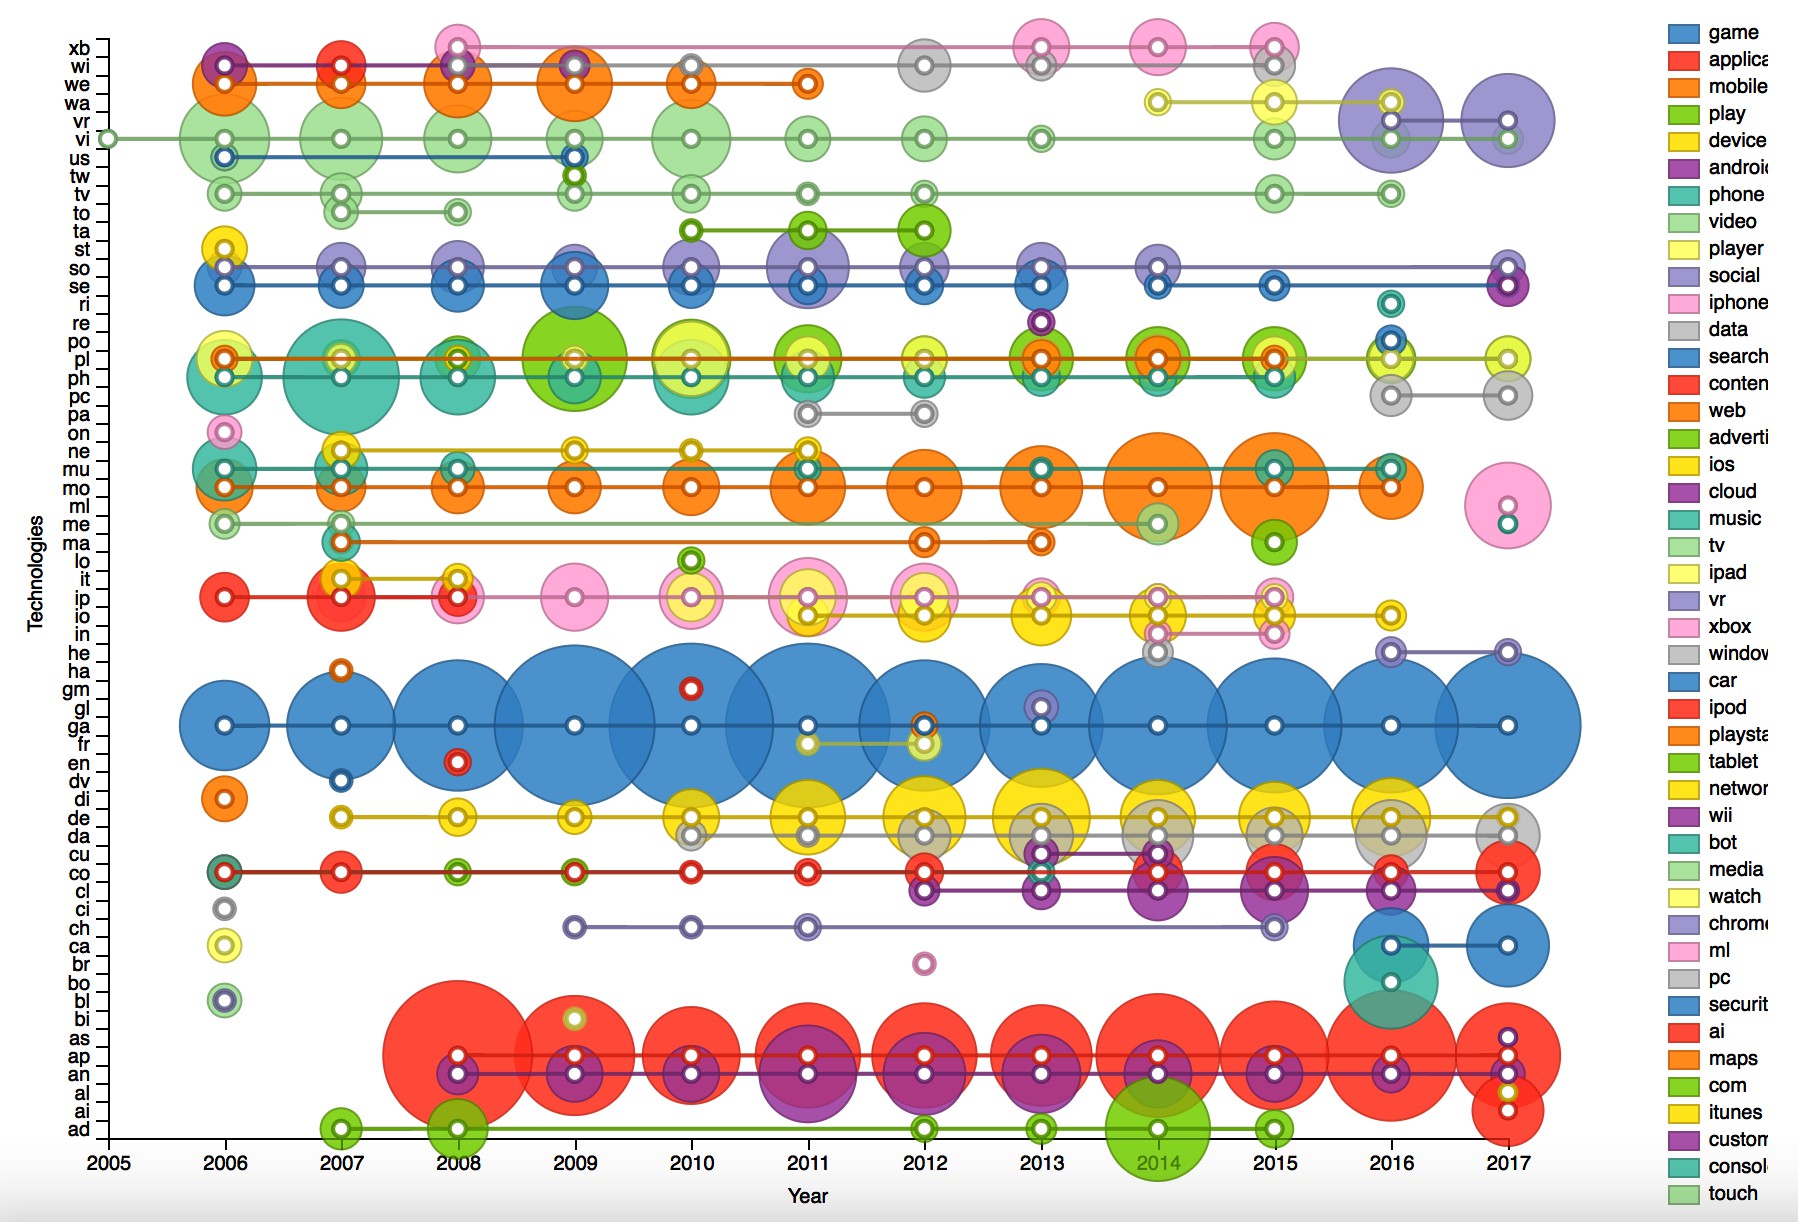 xb
wi
we
wa
vr
vi
us
tw
tv
to
ta
st
so
se
ri
re
po
pl
ph
pc
pa
on
ne
mu
mo
ml
me
ma
lo
it
ip
io
in
he
ha
gm
gl
ga
fr
en
dv
di
de
da
cu
co
cl
ci
ch
ca
br
bo
bl
bi
as
ap
an
al
ai
ad
Technologies
2005 2006 2007 2008 2009 2010 2011 2012 2013 2014 2015 2016 2017
Year
game
applica
mobile
play
device
androi
phone
video
player
social
iphone
data
search
conten
web
adverti
ios
cloud
music
tv
ipad
vr
xbox
window
car
ipod
playsta
tablet
networ
wii
bot
media
watch
chrome
ml
pc
securit
ai
maps
com
itunes
custom
consol
touch